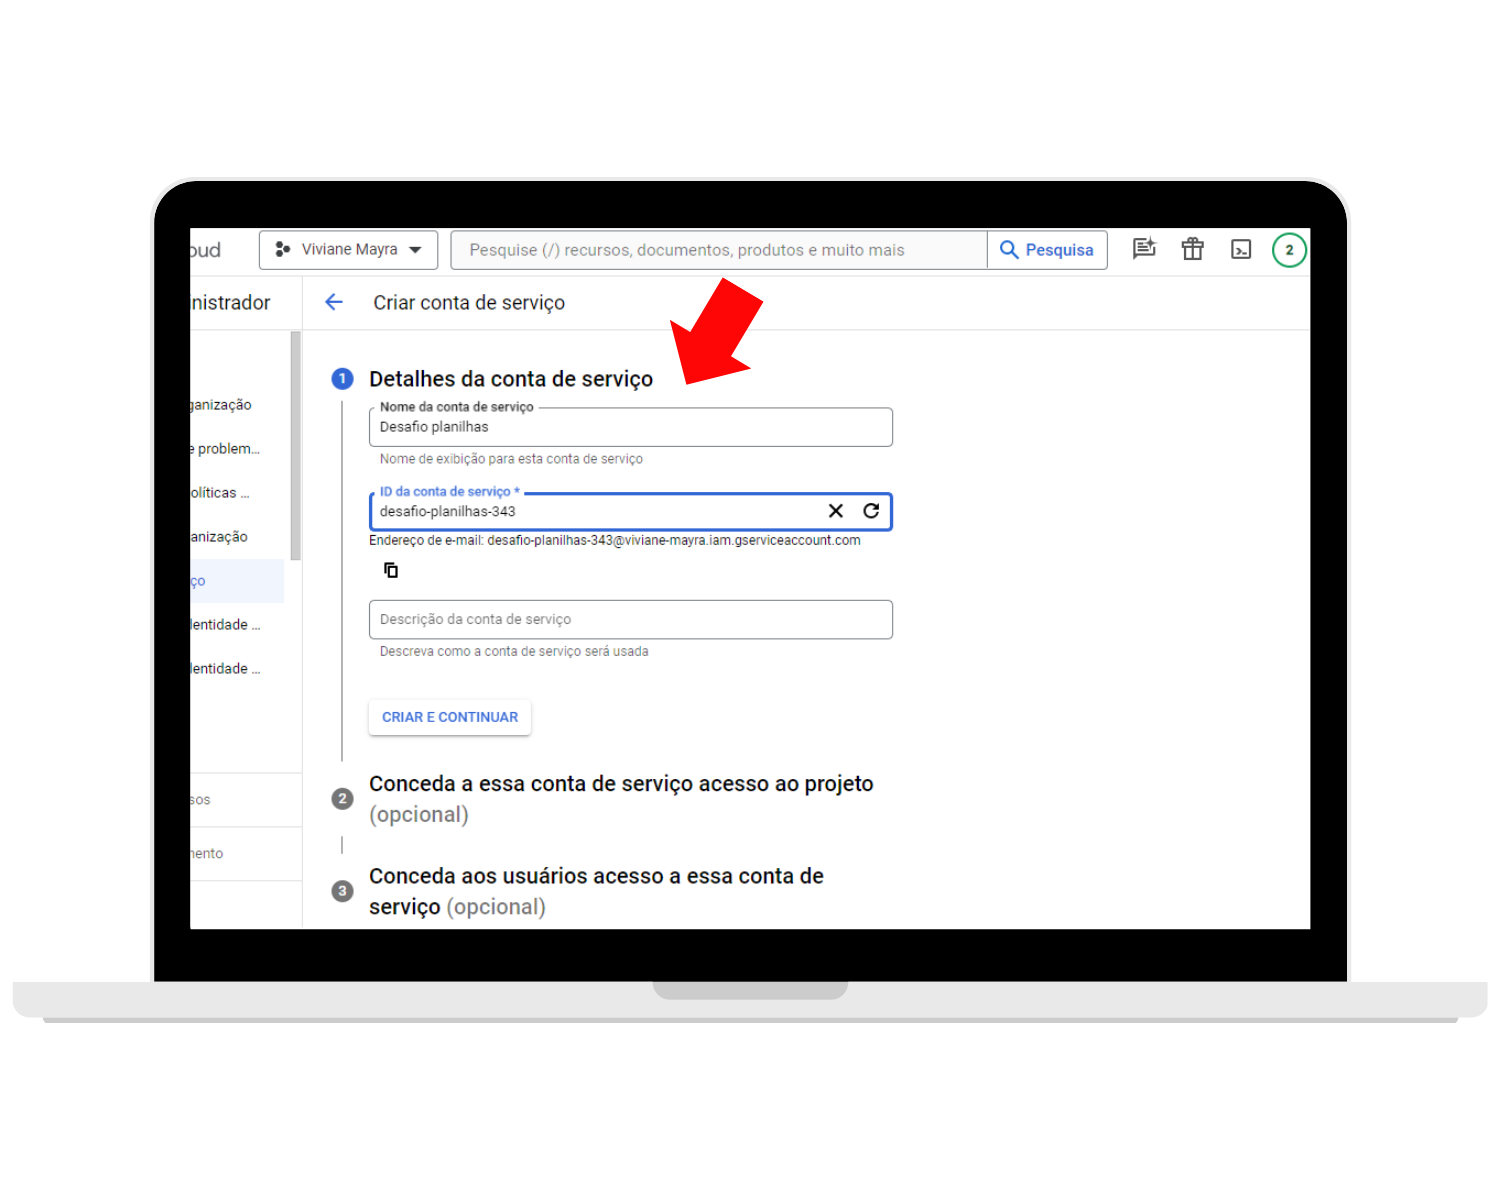 oud
Viviane Mayra
Pesquise (/) recursos, documentos, produtos e muito mais
Pesquisa
2
nistrador
Criar conta de serviço
1
Detalhes da conta de serviço
Nome da conta de serviço
Desafio planilhas
Nome de exibição para esta conta de serviço
ID da conta de serviço *
desafio-planilhas-343
Endereço de e-mail: desafio-planilhas-343@viviane-mayra.iam.gserviceaccount.com
Descrição da conta de serviço
Descreva como a conta de serviço será usada
CRIAR E CONTINUAR
2
Conceda a essa conta de serviço acesso ao projeto
(opcional)
3
Conceda aos usuários acesso a essa conta de
serviço (opcional)
ganização
e problem...
olíticas ...
anização
ço
dentidade ...
dentidade ...
sos
mento